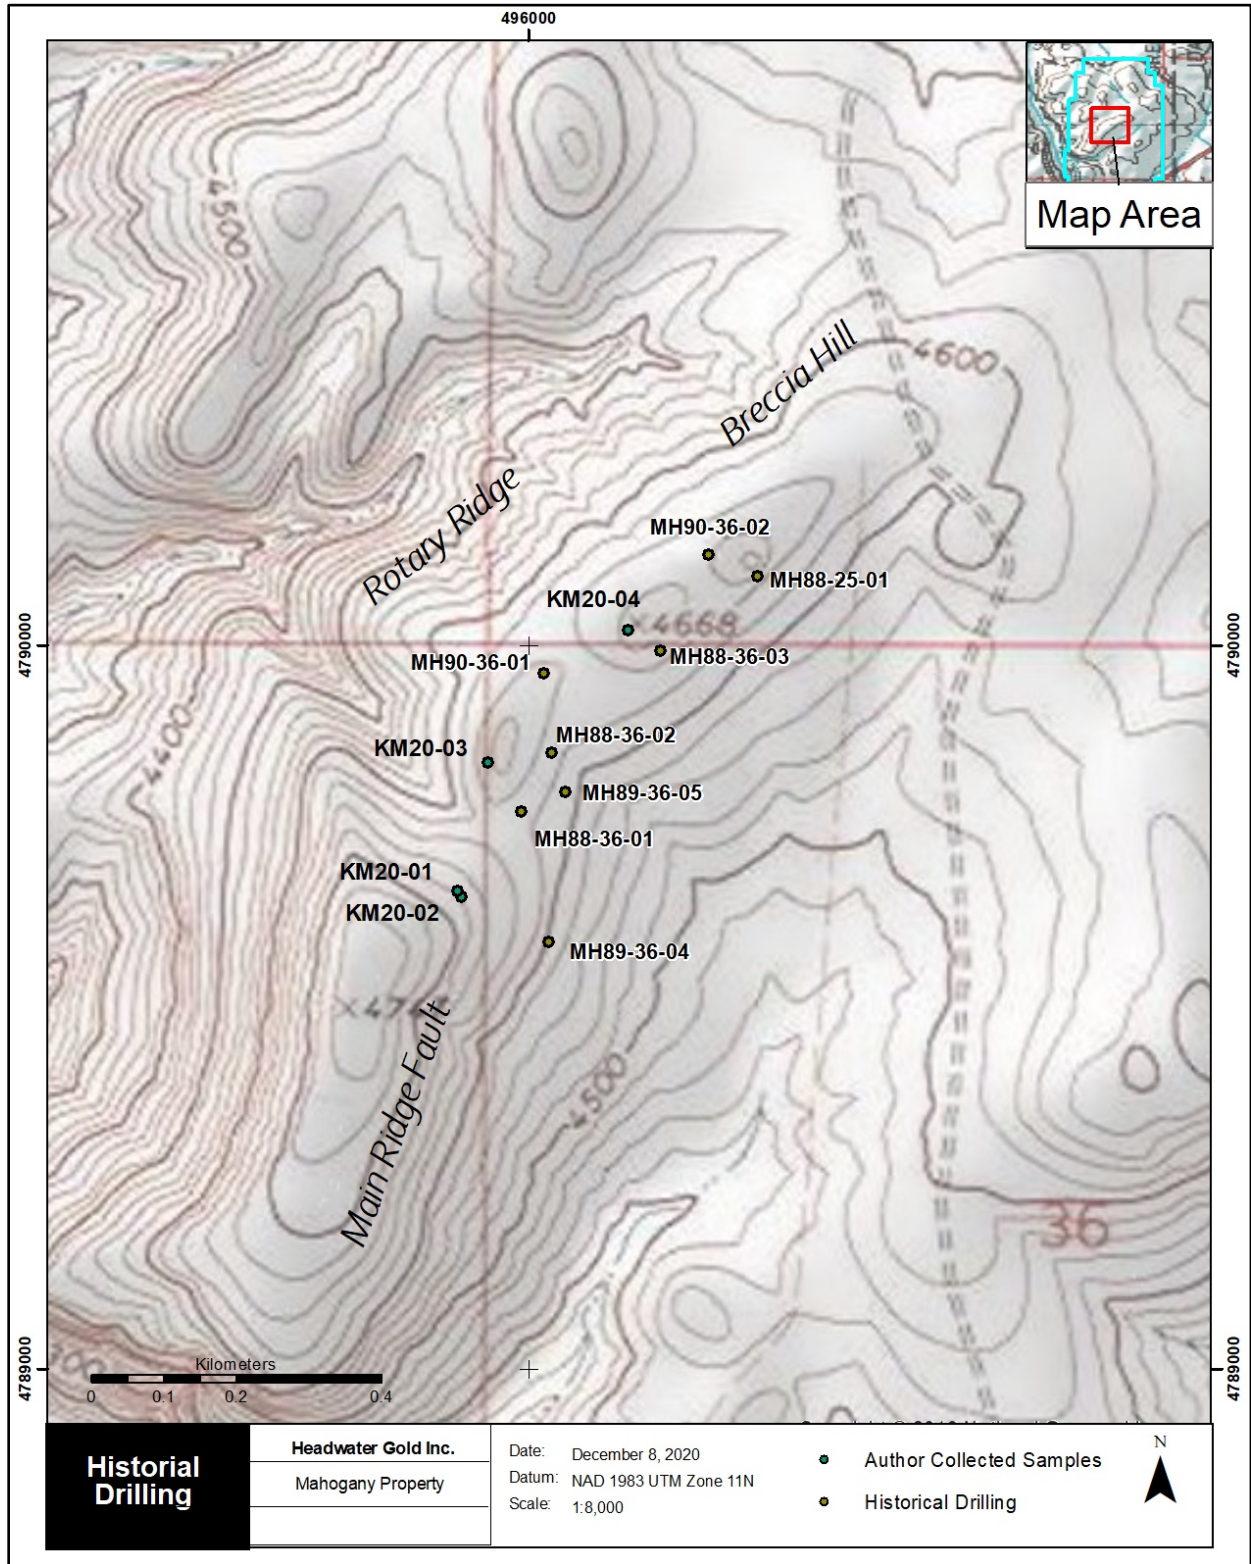 496000
Map Area
4500
4600
Breccia Hill
Rotary Ridge
MH90-36-02
MH88-25-01
KM20-04
×4668
4790000
4790000
MH88-36-03
MH90-36-01
4400
MH88-36-02
KM20-03
MH89-36-05
MH88-36-01
KM20-01
KM20-02
MH89-36-04
Main Ridge Fault
4500
36
4789000
4789000
Kilometers
0 0.1 0.2 0.4
Historial
Drilling
Headwater Gold Inc.
Mahogany Property
Date: December 8, 2020
Datum: NAD 1983 UTM Zone 11N
Scale: 1:8,000
Author Collected Samples
Historical Drilling
N